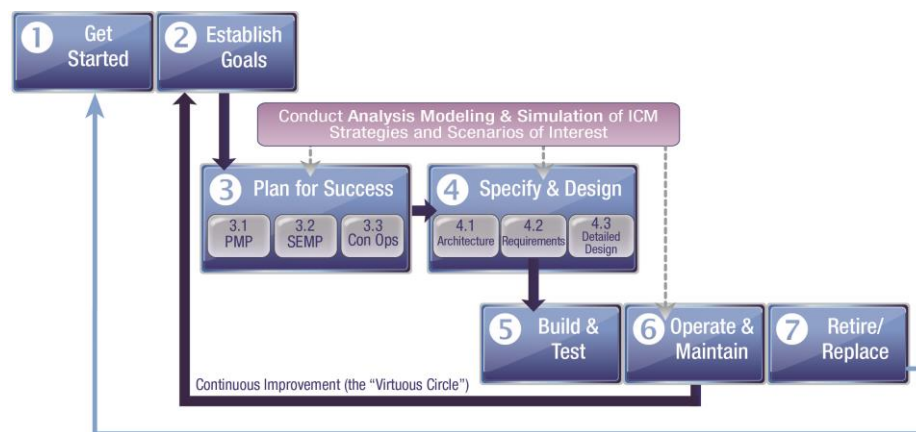 1 Get
Started
2 Establish
Goals
Conduct Analysis Modeling & Simulation of ICM
Strategies and Scenarios of Interest
3 Plan for Success
3.1
PMP
3.2
SEMP
3.3
Con Ops
4 Specify & Design
4.1
Architecture
4.2
Requirements
4.3
Detailed
Design
5 Build &
Test
6 Operate &
Maintain
7 Retire/
Replace
Continuous Improvement (the “Virtuous Circle”)